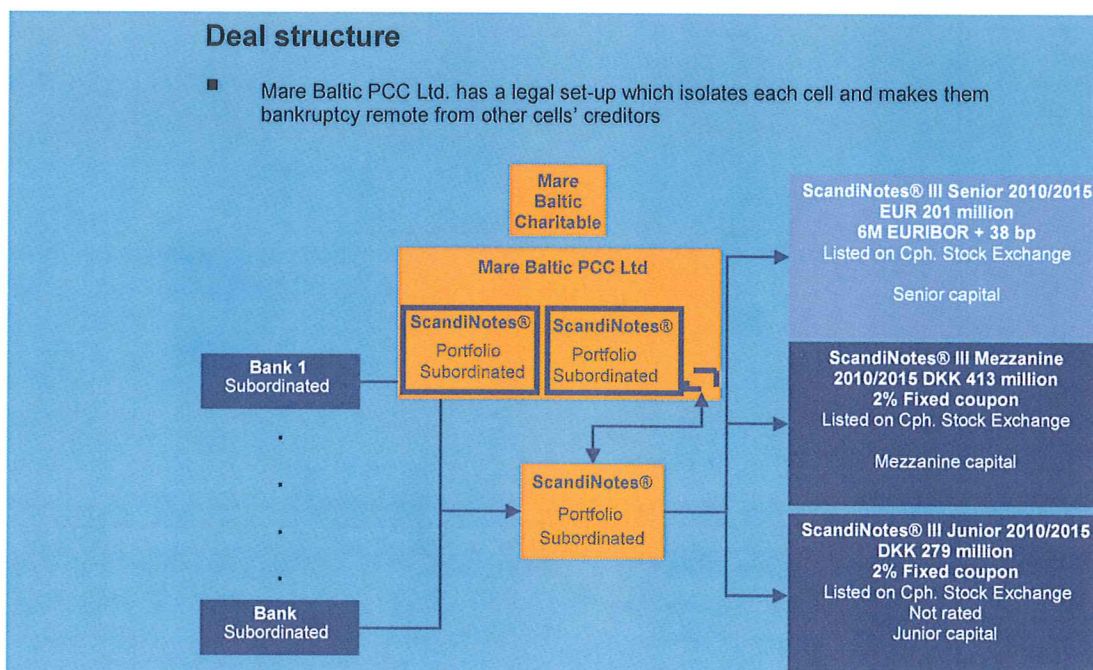 Deal structure
Mare Baltic PCC Ltd. has a legal set-up which isolates each cell and makes them
bankruptcy remote from other cells' creditors
Mare
Baltic
Charitable
Mare Baltic PCC Ltd
ScandiNotes®
Portfolio
Subordinated
ScandiNotes®
Portfolio
Subordinated
Bank 1
Subordinated
ScandiNotes®
Portfolio
Subordinated
Bank
Subordinated
ScandiNotes® III Senior 2010/2015
EUR 201 million
6M EURIBOR + 38 bp
Listed on Cph. Stock Exchange
Senior capital
ScandiNotes® III Mezzanine
2010/2015 DKK 413 million
2% Fixed coupon
Listed on Cph. Stock Exchange
Mezzanine capital
ScandiNotes® III Junior 2010/2015
DKK 279 million
2% Fixed coupon
Listed on Cph. Stock Exchange
Not rated
Junior capital